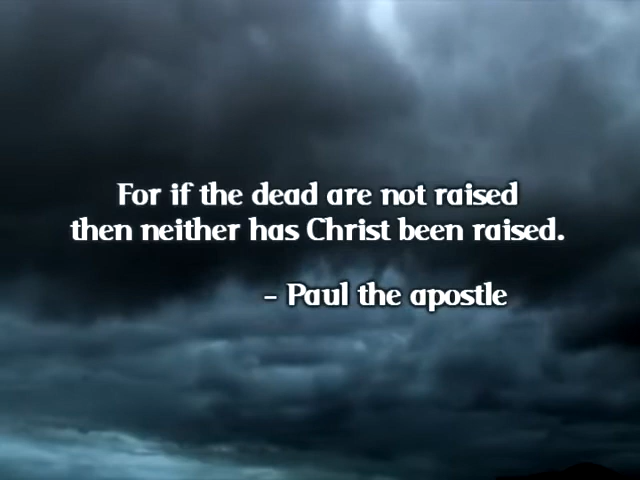 For if the dead are not raised
then neither has Christ been raised.
- Paul the apostle